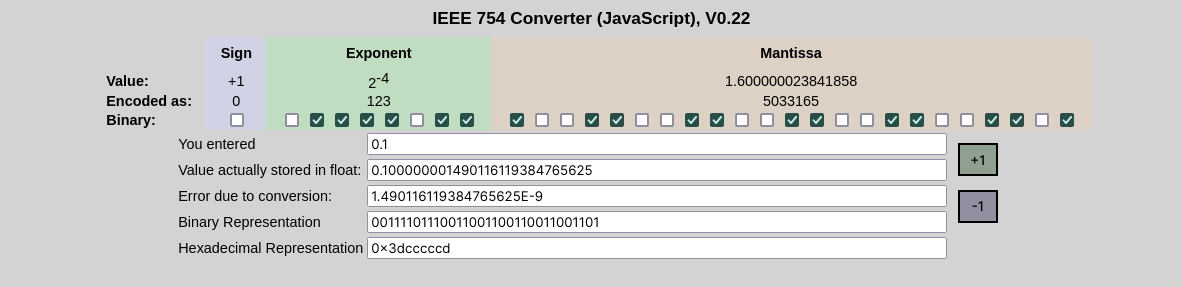 IEEE 754 Converter (JavaScript), V0.22
Sign Exponent Mantissa
Value: +1 2-4 1.600000023841858
Encoded as: 0 123 5033165
Binary:
You entered 0.1
Value actually stored in float: 0.100000001490116119384765625
+1
Error due to conversion: 1.490116119384765625E-9
-1
Binary Representation 00111101110011001100110011001101
Hexadecimal Representation 0x3dcccccd